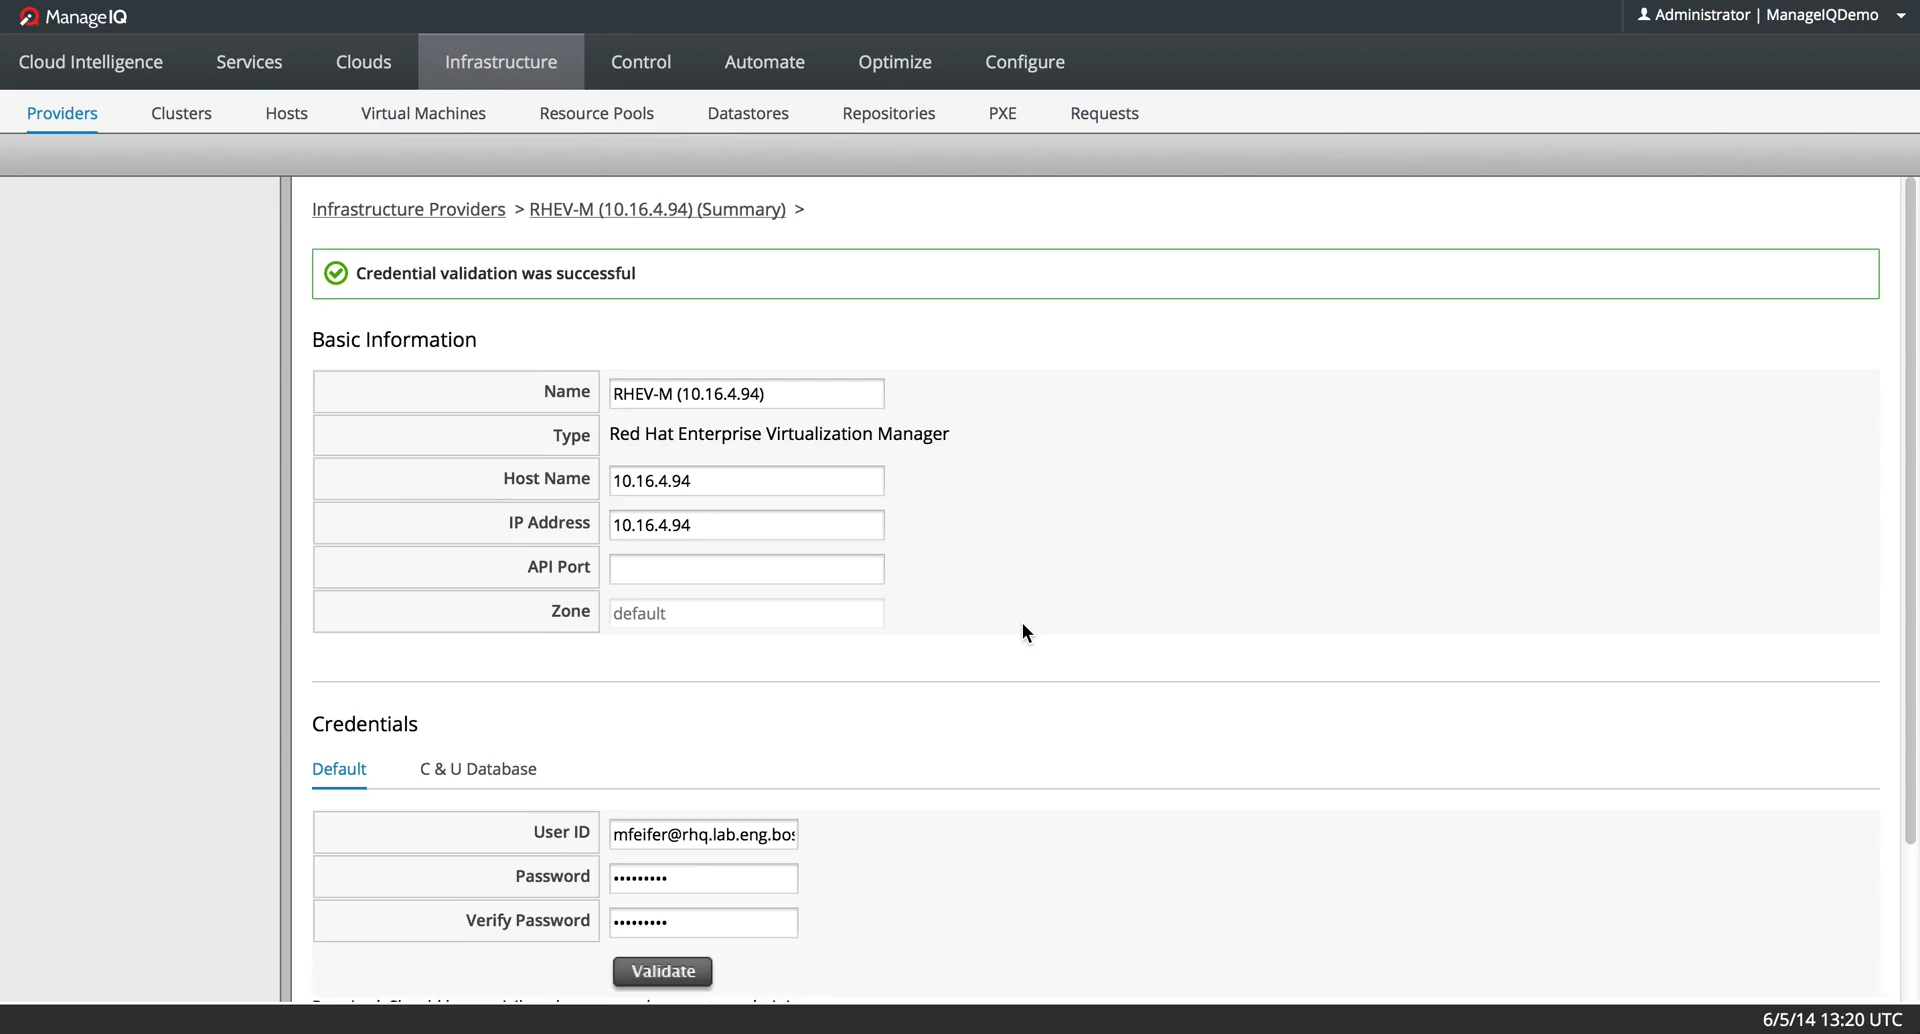 ManageIQ
Administrator | ManageIQDemo
Cloud Intelligence Services Clouds Infrastructure Control Automate Optimize Configure
Providers Clusters Hosts Virtual Machines Resource Pools Datastores Repositories PXE Requests
Infrastructure Providers > RHEV-M (10.16.4.94) (Summary) >
Credential validation was successful
Basic Information
Name RHEV-M (10.16.4.94)
Type Red Hat Enterprise Virtualization Manager
Host Name 10.16.4.94
IP Address 10.16.4.94
API Port
Zone default
Credentials
Default C & U Database
User ID mfeifer@rhq.lab.eng.bos
Password •••••••••
Verify Password •••••••••
Validate
6/5/14 13:20 UTC